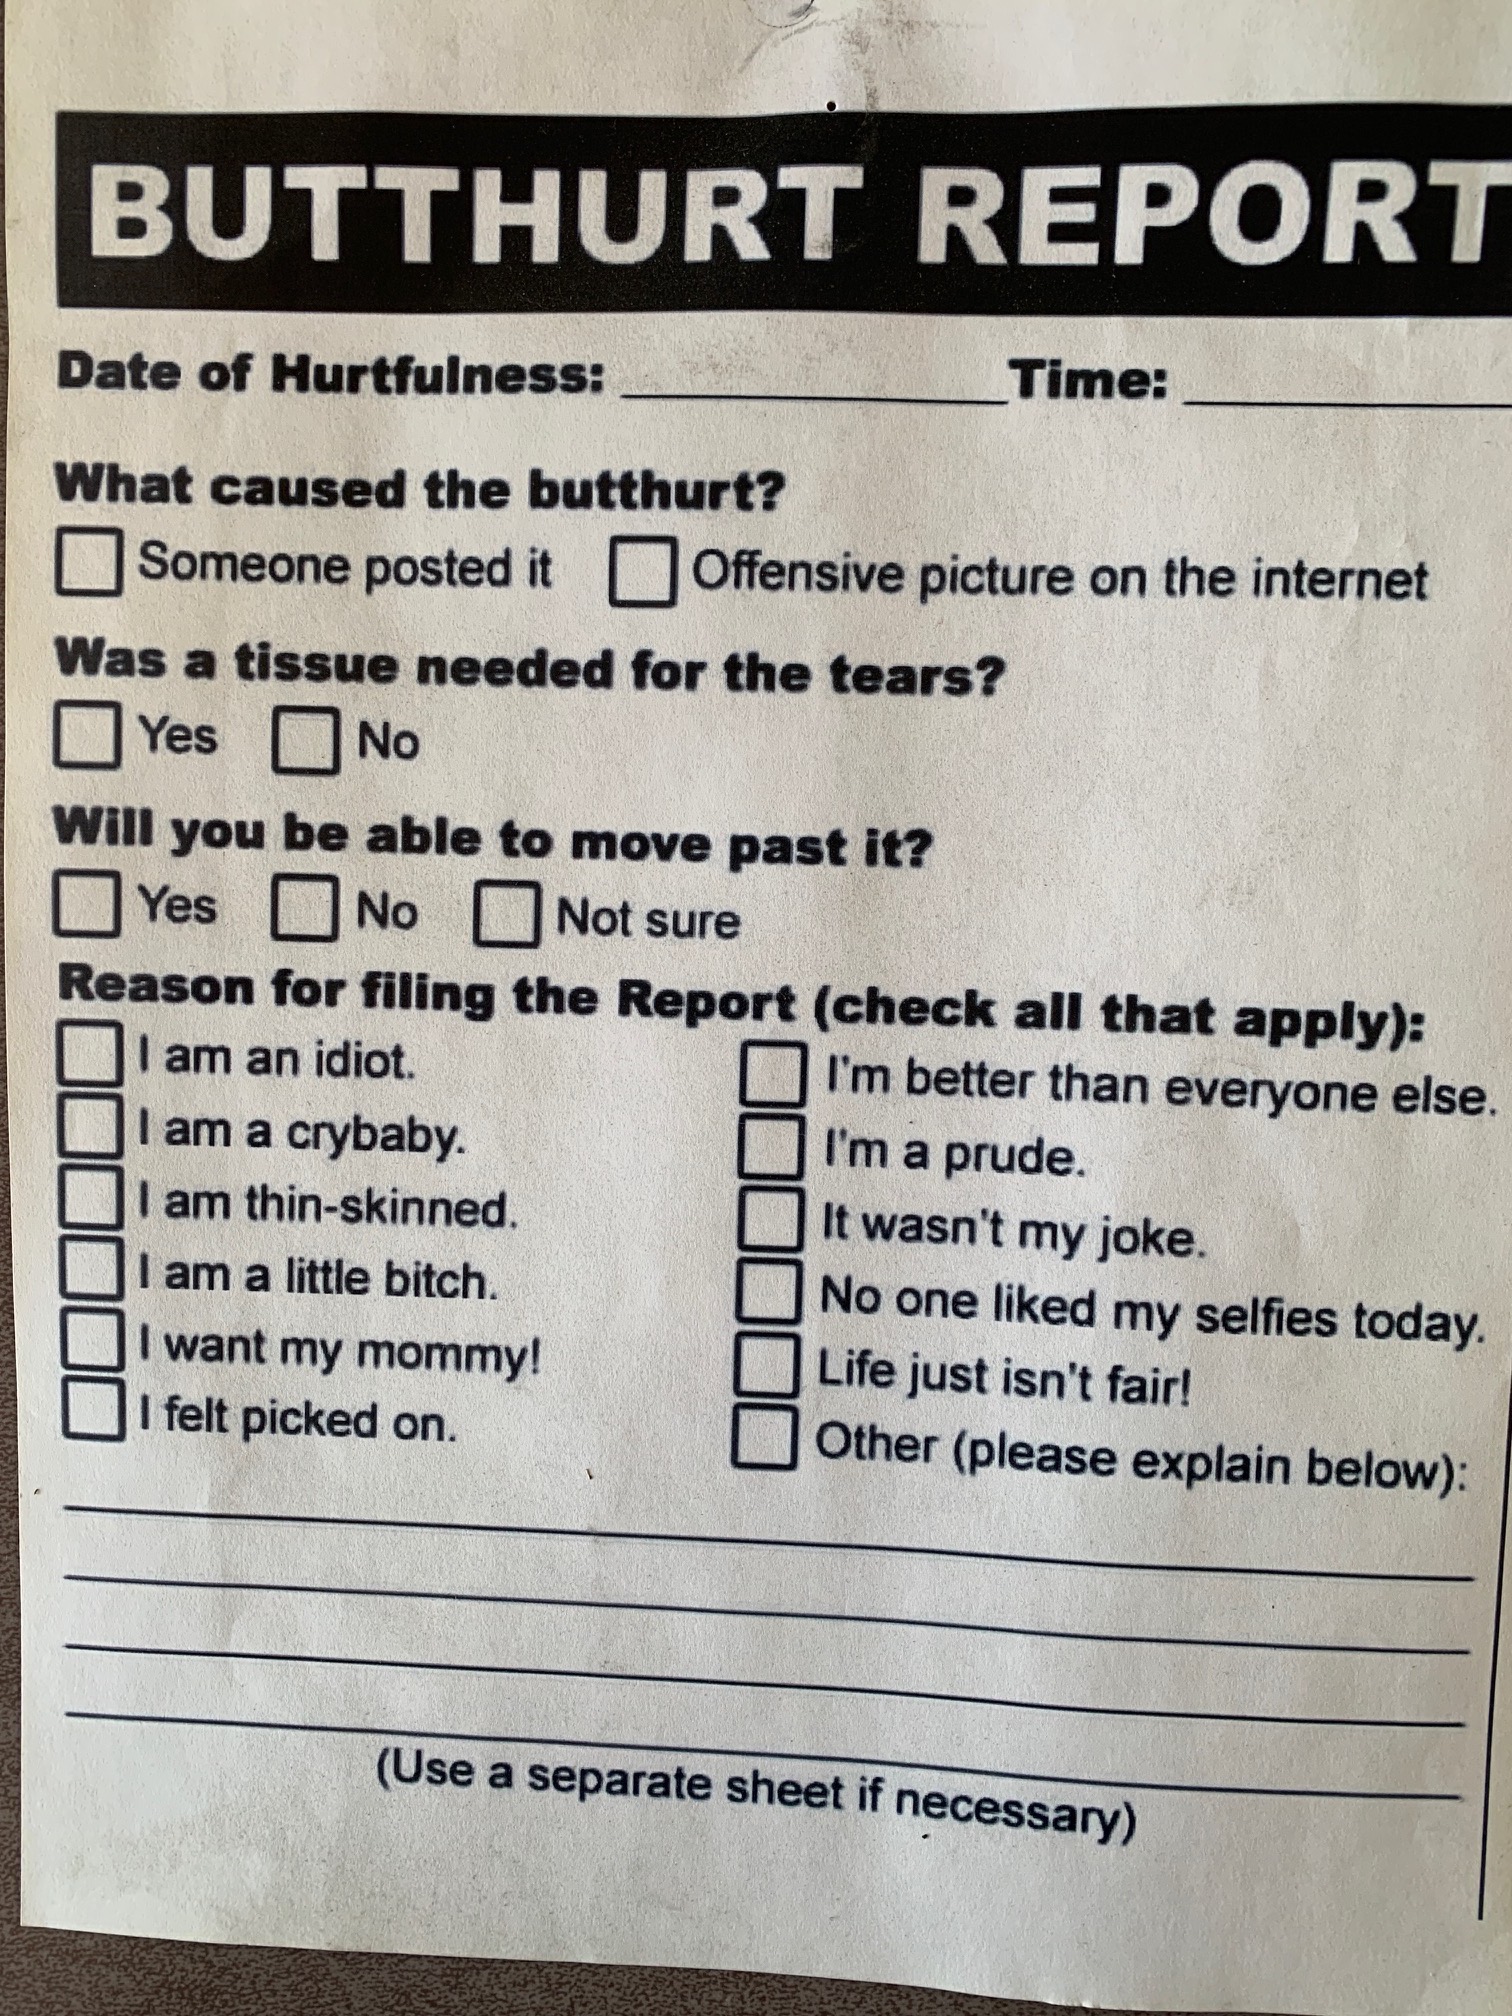 BUTTHURT REPORT
Date of Hurtfulness: Time:
What caused the butthurt?
Someone posted it Offensive picture on the internet
Was a tissue needed for the tears?
Yes No
Will you be able to move past it?
Yes No Not sure
Reason for filing the Report (check all that apply):
I am an idiot. I'm better than everyone else.
I am a crybaby. I'm a prude.
I am thin-skinned. It wasn't my joke.
I am a little bitch. No one liked my selfies today.
I want my mommy! Life just isn't fair!
I felt picked on. Other (please explain below):
(Use a separate sheet if necessary)